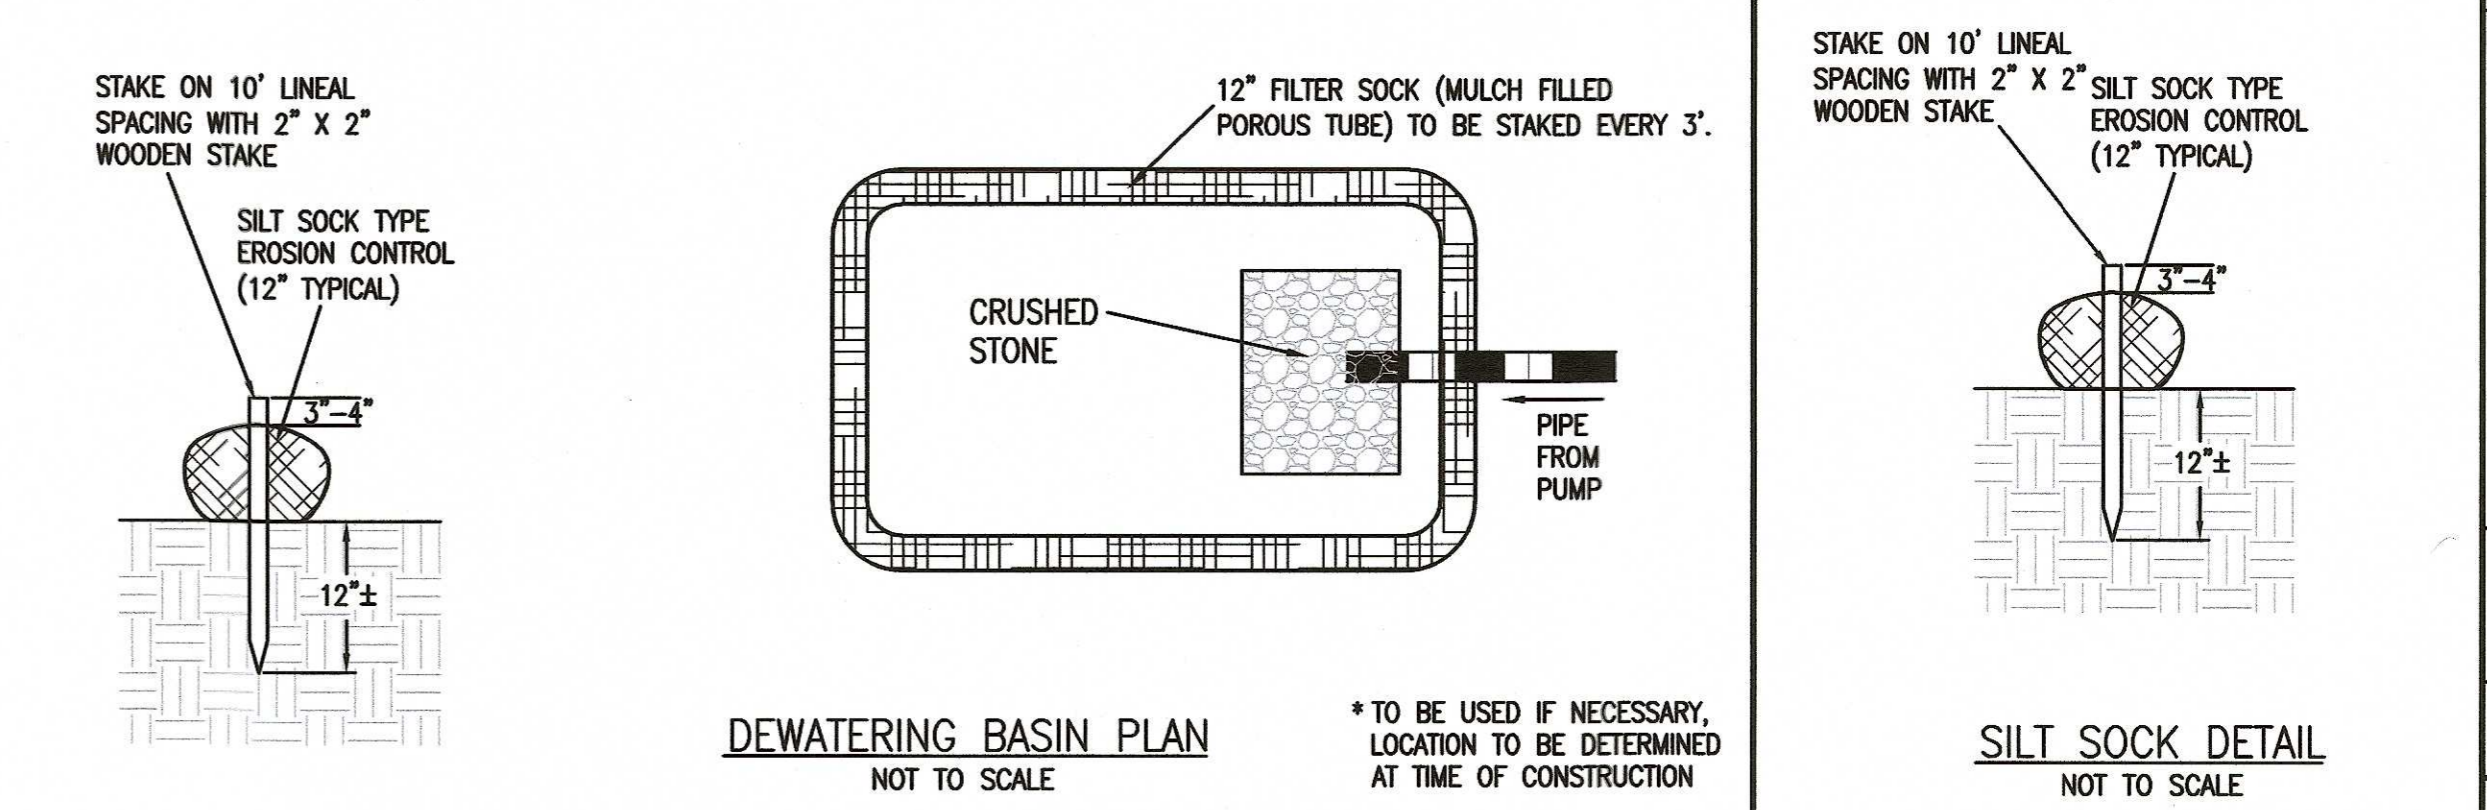 STAKE ON 10' LINEAL
SPACING WITH 2" X 2"
WOODEN STAKE
SILT SOCK TYPE
EROSION CONTROL
(12" TYPICAL)
3"-4"
12"±
12" FILTER SOCK (MULCH FILLED
POROUS TUBE) TO BE STAKED EVERY 3'.
CRUSHED
STONE
PIPE
FROM
PUMP
DEWATERING BASIN PLAN
NOT TO SCALE
* TO BE USED IF NECESSARY,
LOCATION TO BE DETERMINED
AT TIME OF CONSTRUCTION
STAKE ON 10' LINEAL
SPACING WITH 2" X 2"
WOODEN STAKE
SILT SOCK TYPE
EROSION CONTROL
(12" TYPICAL)
3"-4"
12"±
SILT SOCK DETAIL
NOT TO SCALE